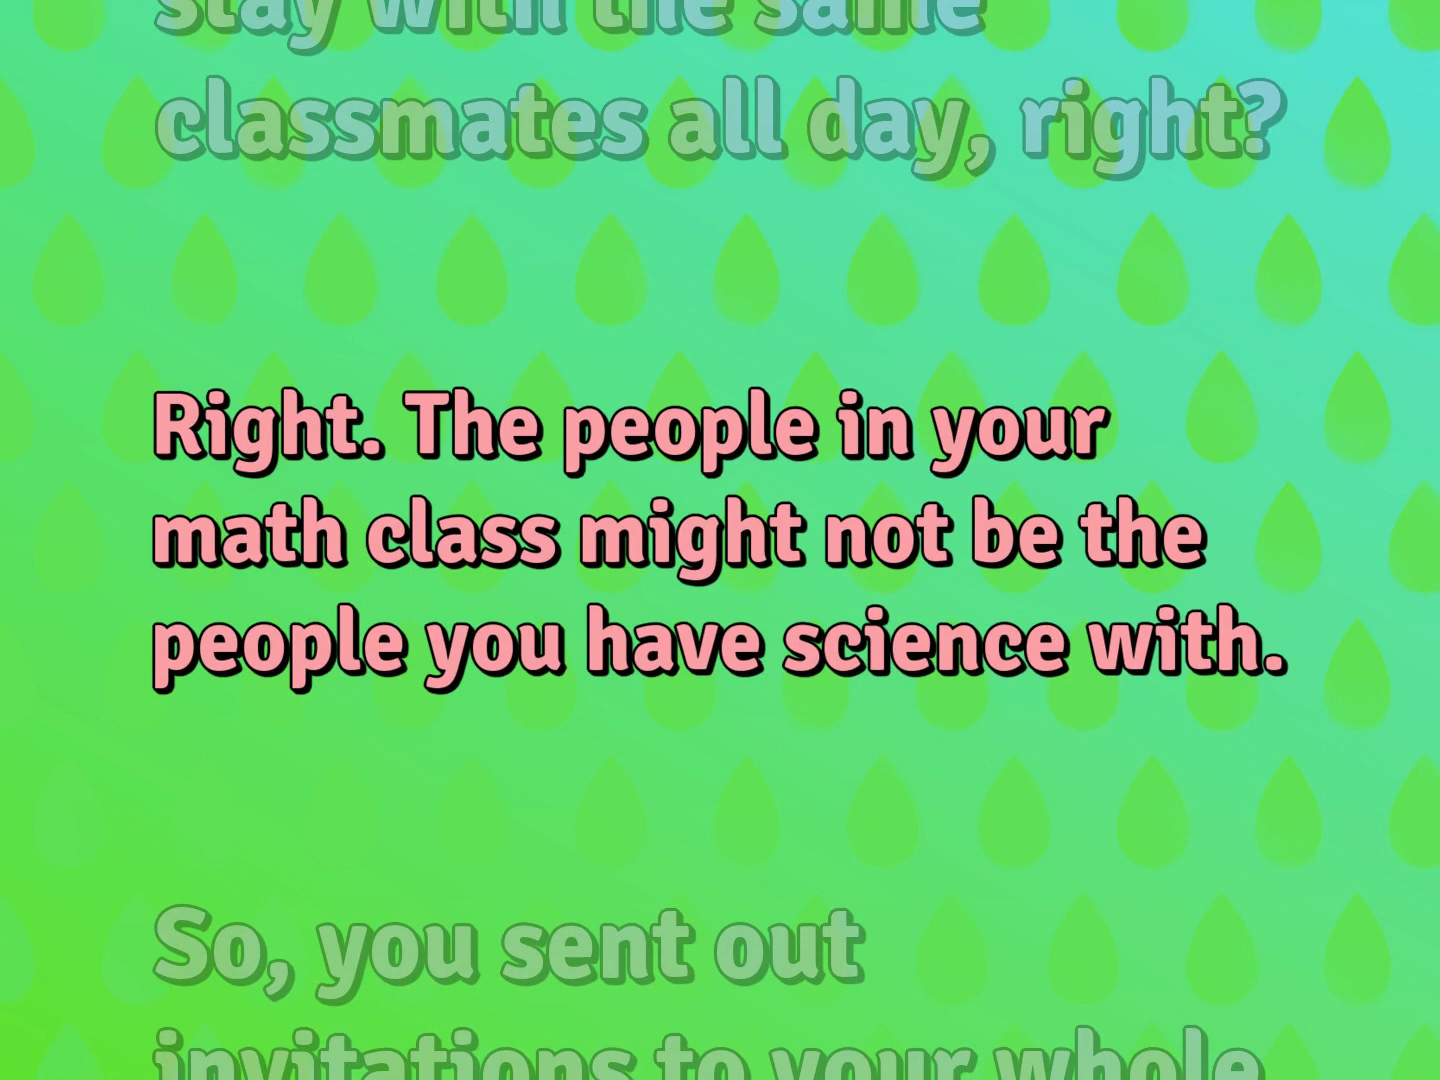 stay with the same
classmates all day, right?
Right. The people in your
math class might not be the
people you have science with.
So, you sent out
invitations to your whole